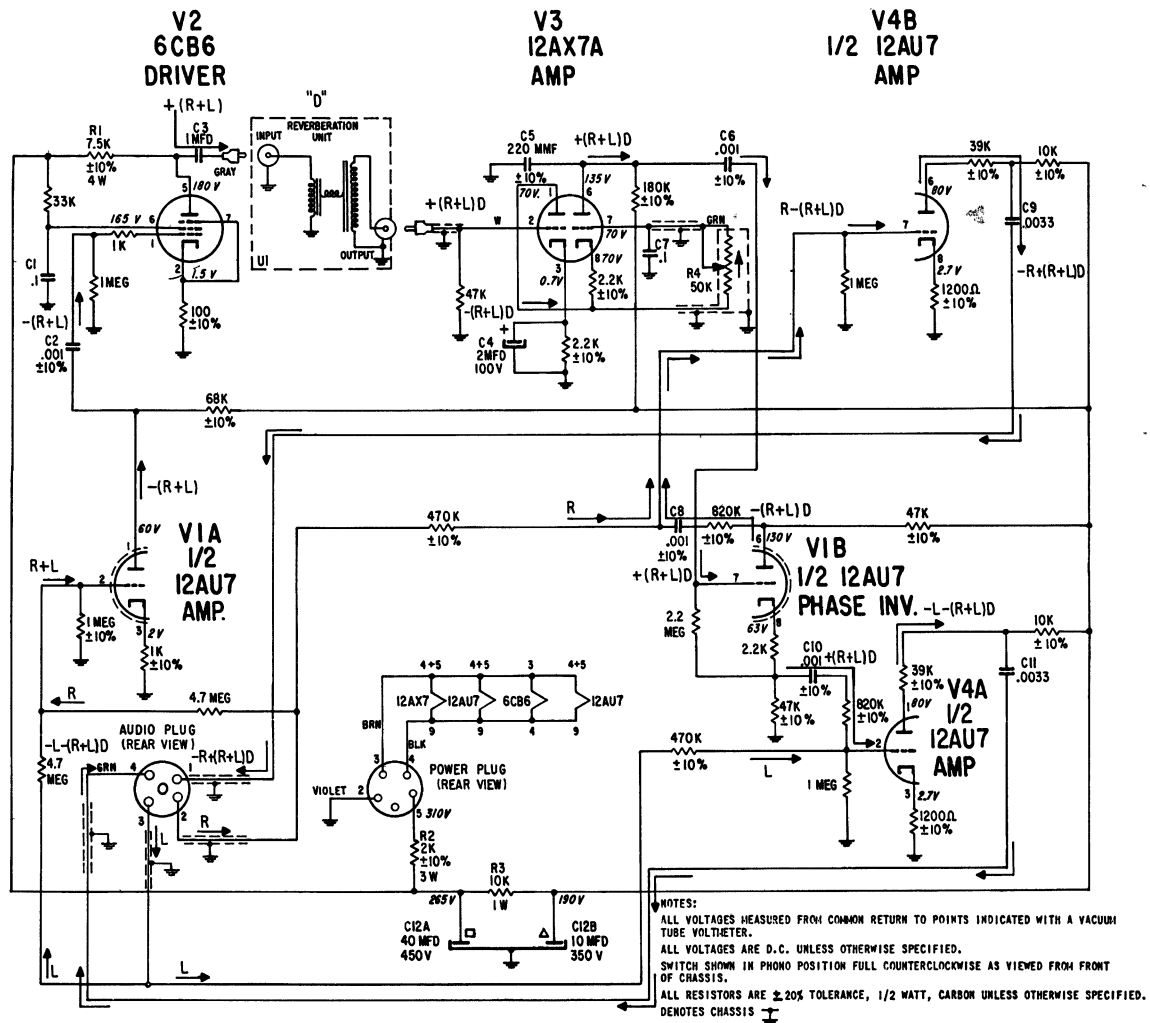 V2
6CB6
DRIVER
V3
12AX7A
AMP
V4B
1/2 12AU7
AMP
+(R+L)
"D"
REVERBERATION
UNIT
INPUT
OUTPUT
U1
R1
7.5K
±10%
4W
C3
1MFD
GRAY
5
180V
33K
165 V
6
7
1K
1
2
1.5V
C1
.1
1MEG
100
±10%
-(R+L)
C2
.001
±10%
C5
220 MMF
±10%
+(R+L)D
C6
.001
±10%
70V.
1
135V
6
180K
±10%
+(R+L)D
W
2
7
70V
GRN
C7
.1
3
0.7V
8
70V
R4
50K
47K
-(R+L)D
2.2K
±10%
+
C4
2MFD
100V
2.2K
±10%
39K
±10%
10K
±10%
6
80V
C9
.0033
R-(R+L)D
7
8
2.7V
-R+(R+L)D
1MEG
1200Ω
±10%
68K
±10%
-(R+L)
60V
1
V1A
1/2
12AU7
AMP.
R+L
2
3
2V
1MEG
±10%
1K
±10%
470K
±10%
R
C8
.001
±10%
820K
±10%
-(R+L)D
6
130V
47K
±10%
V1B
1/2 12AU7
PHASE INV.
+(R+L)D
7
63V
8
2.2
MEG
2.2K
C10
.001
±10%
+(R+L)D
-L-(R+L)D
10K
±10%
C11
.0033
39K
±10%
47K
±10%
820K
±10%
1
80V
V4A
1/2
12AU7
AMP
2
3
2.7V
470K
±10%
L
1 MEG
1200Ω
±10%
R
4.7 MEG
AUDIO PLUG
(REAR VIEW)
-L-(R+L)D
4.7
MEG
GRN
4
1
-R+(R+L)D
3
2
L
R
4+5
4+5
3
4+5
12AX7
12AU7
6CB6
12AU7
9
9
4
9
BRN
BLK
3
4
POWER PLUG
(REAR VIEW)
VIOLET
2
5
310V
R2
2K
±10%
3W
265V
R3
10K
1W
190V
C12A
40 MFD
450V
C12B
10 MFD
350 V
L
L
NOTES:
ALL VOLTAGES MEASURED FROM COMMON RETURN TO POINTS INDICATED WITH A VACUUM
TUBE VOLTMETER.
ALL VOLTAGES ARE D.C. UNLESS OTHERWISE SPECIFIED.
SWITCH SHOWN IN PHONO POSITION FULL COUNTERCLOCKWISE AS VIEWED FROM FRONT
OF CHASSIS.
ALL RESISTORS ARE ±20% TOLERANCE, 1/2 WATT, CARBON UNLESS OTHERWISE SPECIFIED.
DENOTES CHASSIS